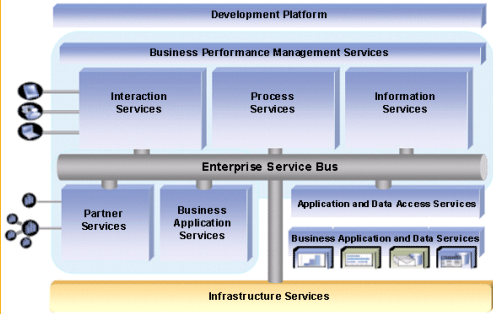 Development Platform
Business Performance Management Services
Interaction
Services
Process
Services
Information
Services
Enterprise Service Bus
Partner
Services
Business
Application
Services
Application and Data Access Services
Business Application and Data Services
Infrastructure Services